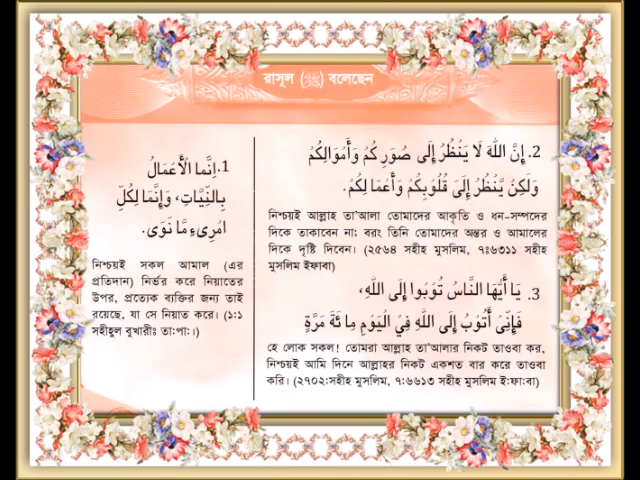 রাসূল (ﷺ) বলেছেন
1. اِنَّمَا الْأَعْمَالُ
بِالنِّيَّاتِ، وَإِنَّمَا لِكُلِّ
امْرِىءٍ مَّا نَوَى.
নিশ্চয়ই সকল আমাল (এর
প্রতিদান) নির্ভর করে নিয়াতের
উপর, প্রত্যেক ব্যক্তির জন্য তাই
রয়েছে, যা সে নিয়াত করে। (১:১
সহীহুল বুখারীঃ তা:পা:।)
2. إِنَّ اللّٰهَ لَا يَنْظُرُ إِلَى صُوَرِكُمْ وَأَمْوَالِكُمْ
وَلَكِنْ يَّنْظُرُ إِلَىَ قُلُوْبِكُمْ وَأَعْمَالِكُمْ.
নিশ্চয়ই আল্লাহ তা'আলা তোমাদের আকৃতি ও ধন-সম্পদের
দিকে তাকাবেন না; বরং তিনি তোমাদের অন্তর ও আমালের
দিকে দৃষ্টি দিবেন। (২৫৬৪ সহীহ মুসলিম, ৭ঃ৬৩১১ সহীহ
মুসলিম ইফাবা)
3. يَا أَيُّهَا النَّاسُ تُوْبُوا إِلَى اللّٰهِ،
فَإِنِّىْ أَتُوْبُ إِلَى اللّٰهِ فِيْ الْيَوْمِ مِائَةَ مَرَّةٍ
হে লোক সকল! তোমরা আল্লাহ তা'আলার নিকট তাওবা কর,
নিশ্চয়ই আমি দিনে আল্লাহর নিকট একশত বার করে তাওবা
করি। (২৭০২:সহীহ মুসলিম, ৭:৬৬১৩ সহীহ মুসলিম ই:ফা:বা)